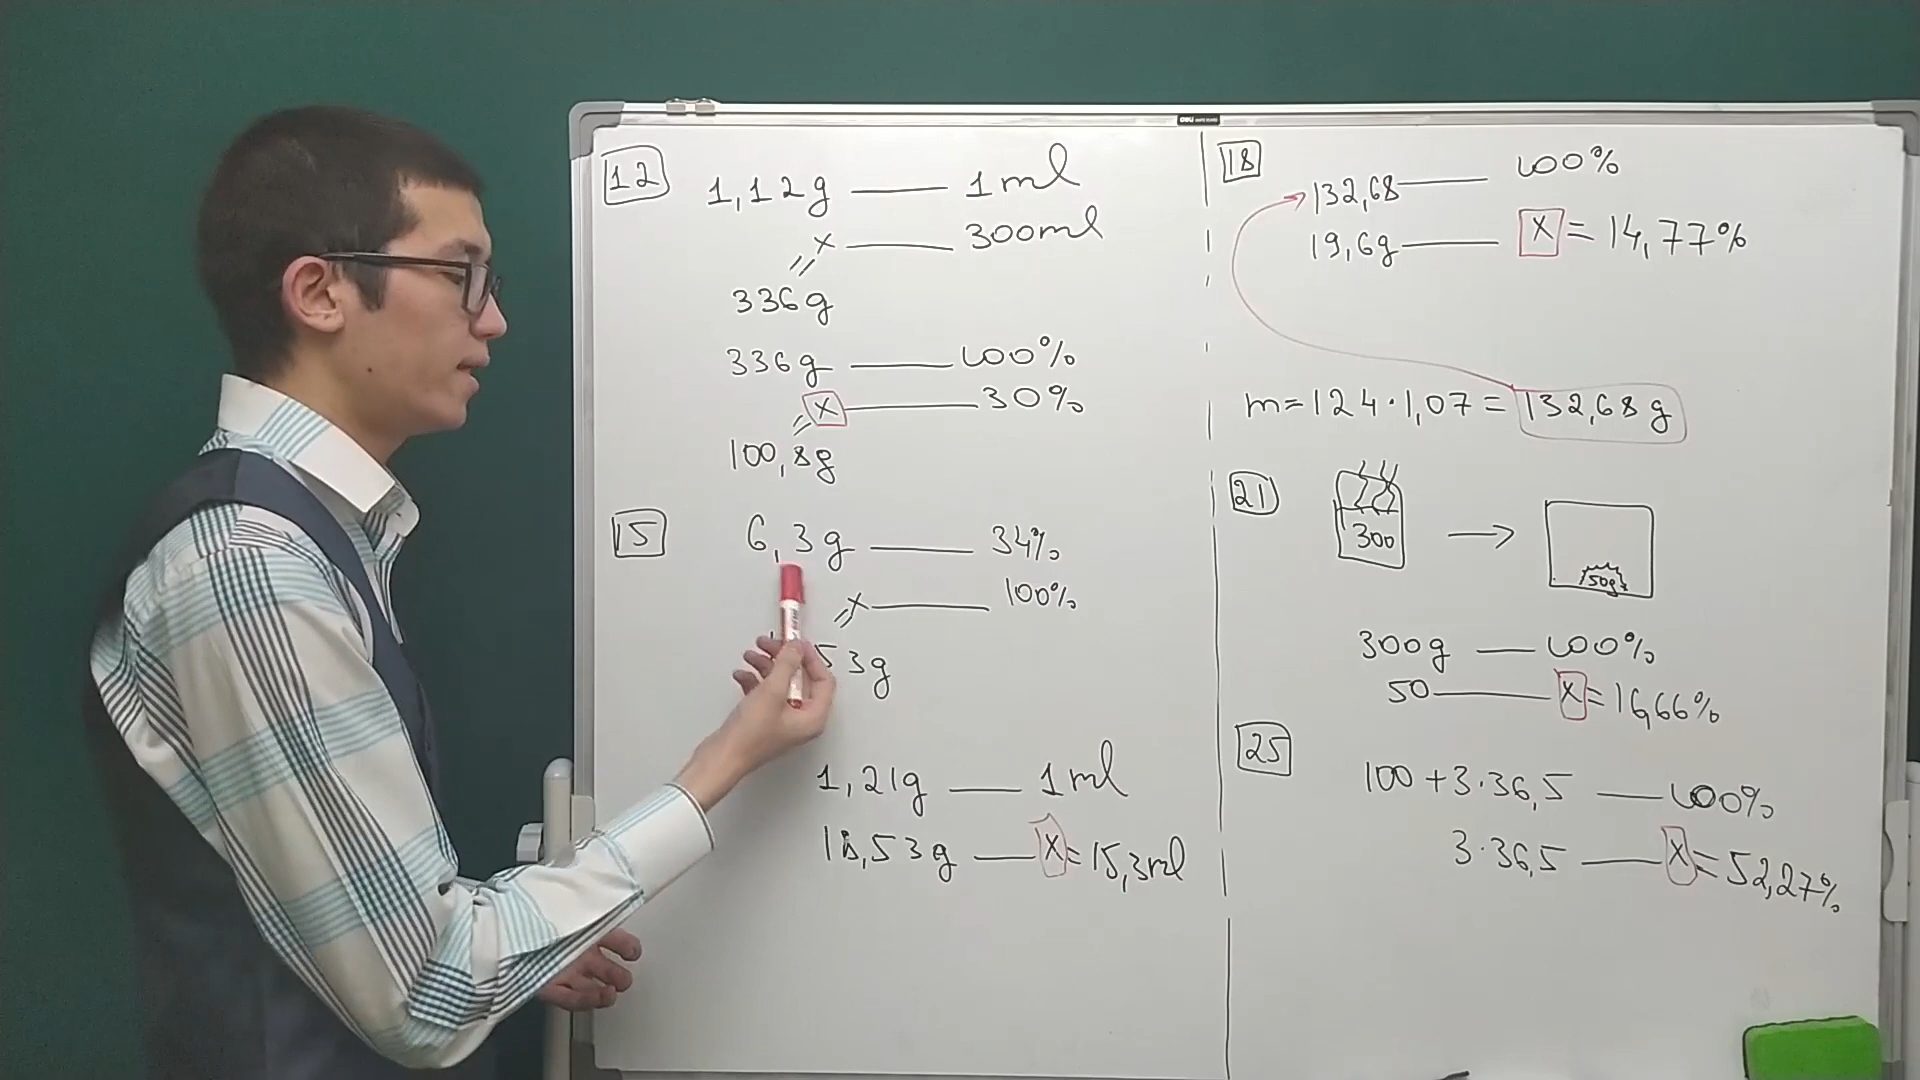 12
1,12g — 1ml
x — 300ml
=
336g
336g — 100%
x — 30%
=
100,8g
15
6,3g — 34%
x — 100%
=
53g
1,21g — 1ml
18,53g — x = 15,3ml
deli
18
132,68 — 100%
19,6g — x = 14,77%
m = 124 · 1,07 = 132,68g
21
300 → 50g
300g — 100%
50 — x = 16,66%
25
100 + 3·36,5 — 100%
3·36,5 — x = 52,27%